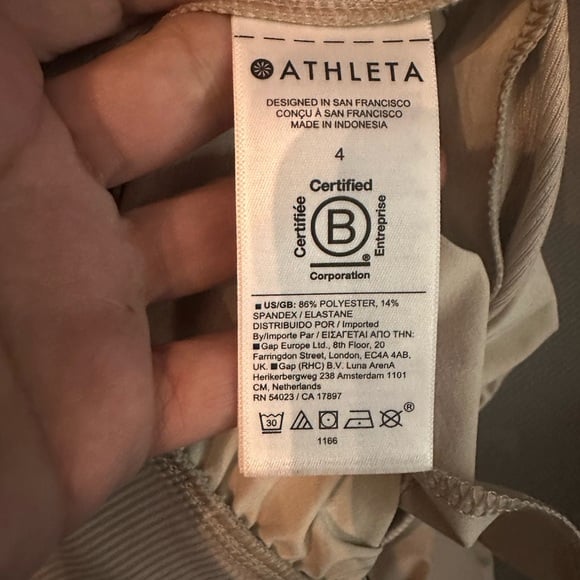 ATHLETA
DESIGNED IN SAN FRANCISCO
CONÇU À SAN FRANCISCO
MADE IN INDONESIA
4
Certified
Certifiée
B
Entreprise
®
Corporation
■ US/GB: 86% POLYESTER, 14%
SPANDEX / ELASTANE
DISTRIBUIDO POR / Imported
By/Importe Par / ΕΙΣΑΓΕΤΑΙ ΑΠΟ ΤΗΝ:
■Gap Europe Ltd., 8th Floor, 20
Farringdon Street, London, EC4A 4AB,
UK. ■Gap (RHC) B.V. Luna ArenA
Herikerbergweg 238 Amsterdam 1101
CM, Netherlands
RN 54023 / CA 17897
30 ®
1166